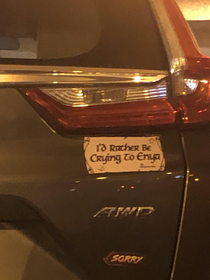 I'd Rather Be
Crying to Enya
AWD
SORRY